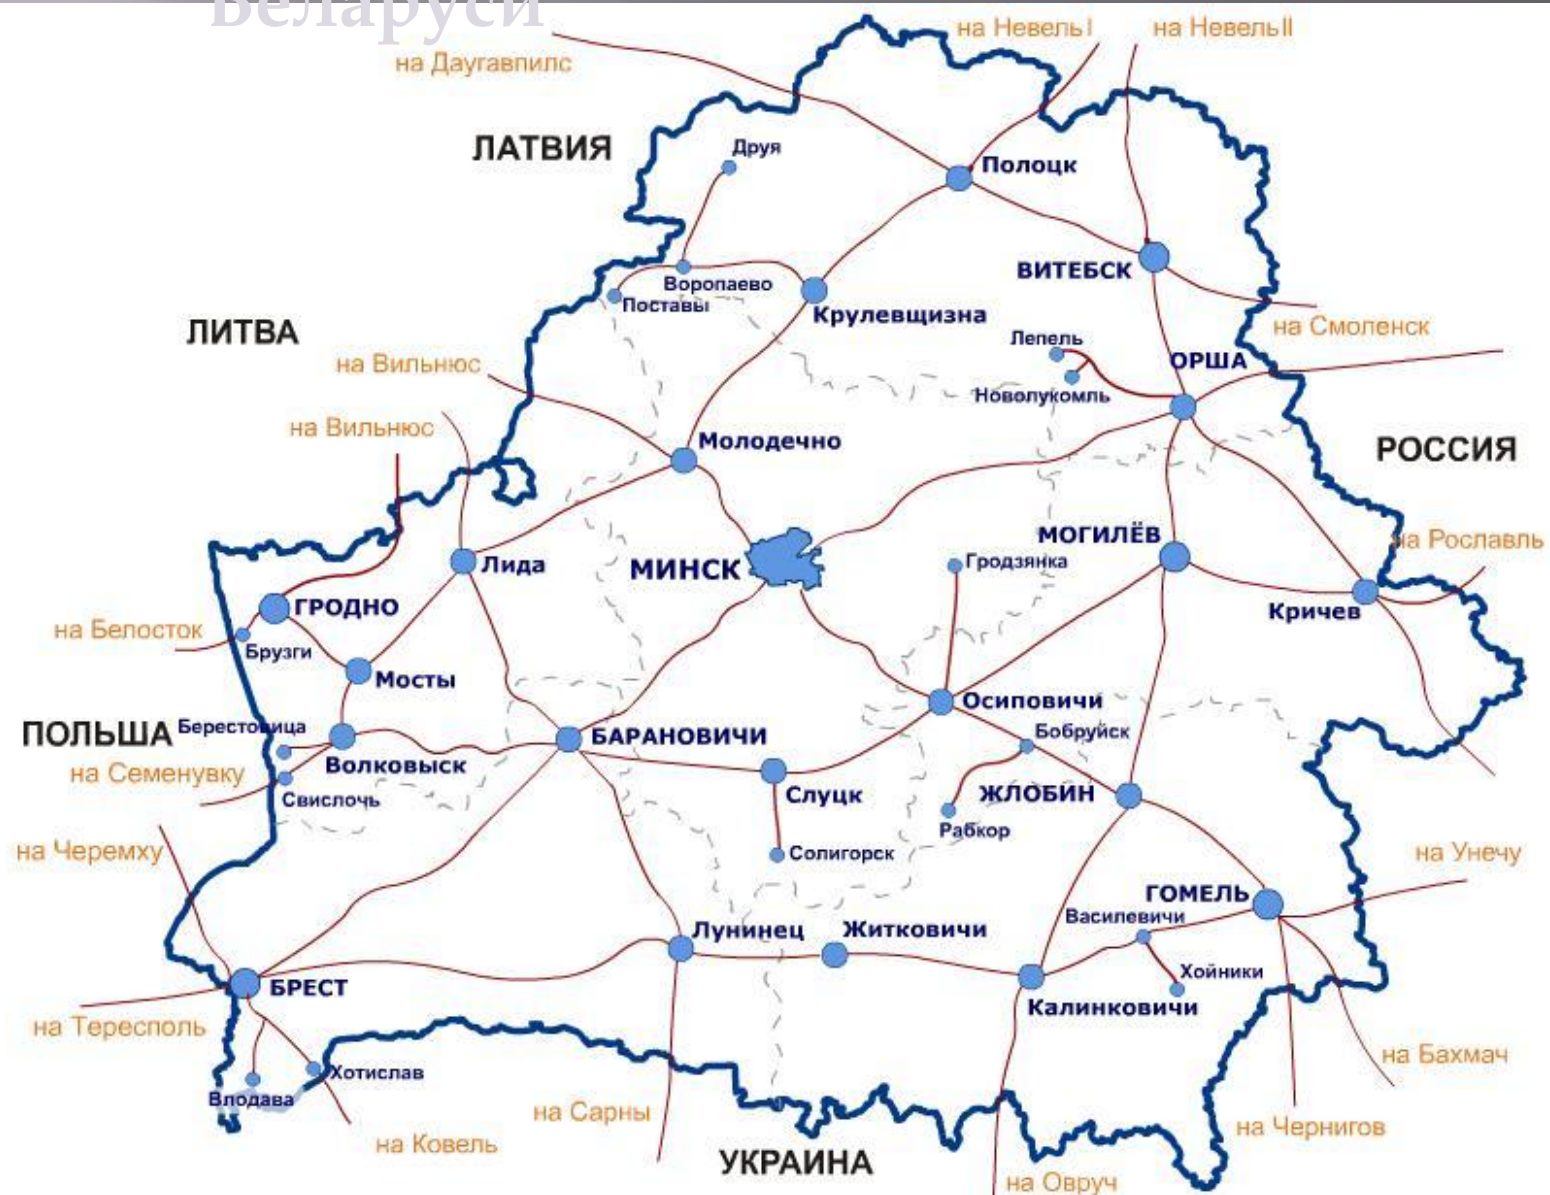 Беларуси
на Невель I
на Невель II
на Даугавпилс
ЛАТВИЯ
Друя
Полоцк
ВИТЕБСК
Воропаево
Поставы
Крулевщизна
на Смоленск
ЛИТВА
Лепель
ОРША
на Вильнюс
Новолукомль
на Вильнюс
Молодечно
РОССИЯ
МОГИЛЁВ
на Рославль
Лида
МИНСК
Гродзянка
ГРОДНО
Кричев
на Белосток
Брузги
Мосты
Осиповичи
ПОЛЬША
Берестовица
БАРАНОВИЧИ
Бобруйск
Волковыск
на Семенувку
Свислочь
Слуцк
ЖЛОБИН
Рабкор
на Черемху
Солигорск
на Унечу
ГОМЕЛЬ
Василевичи
Лунинец
Житковичи
Хойники
БРЕСТ
Калинковичи
на Тересполь
на Бахмач
Хотислав
Влодава
на Сарны
на Чернигов
на Ковель
УКРАИНА
на Овруч